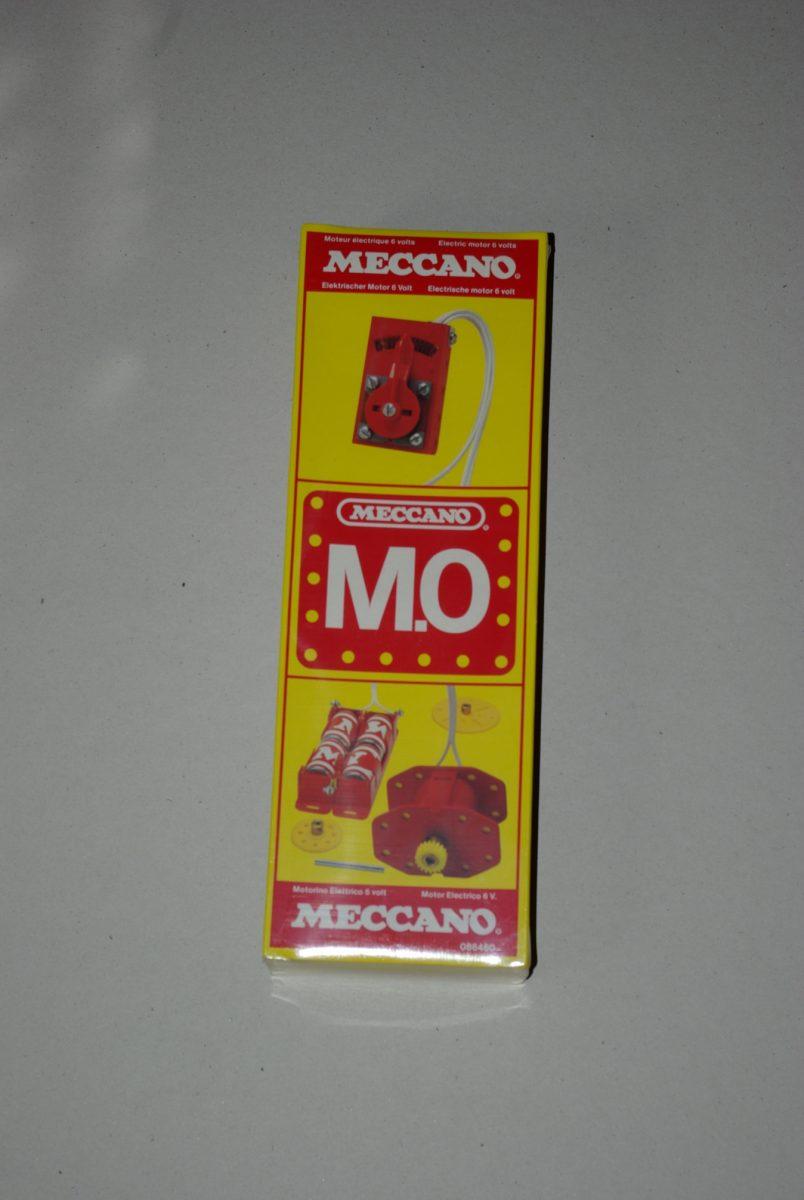 Moteur électrique 6 volts Electric motor 6 volts
MECCANO®
Elektrischer Motor 6 Volt Electrische motor 6 volt
MECCANO®
M.O
Motorino Elettrico 6 volt Motor Electrico 6 V.
MECCANO®